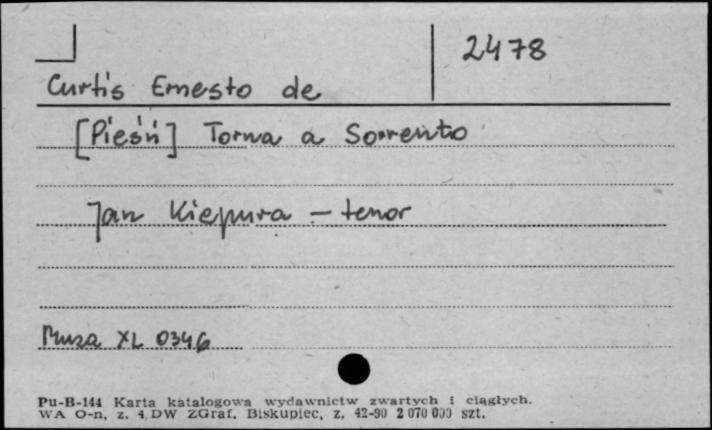 2478
Curtis Ernesto de
[Pieśń] Torna a Sorrento
Jan Kiepura – tenor
Muza XL 0346
Pu-B-144 Karta katalogowa wydawnictw zwartych i ciągłych.
WA O-n, z. 4, DW ZGraf. Biskupiec, z. 42-90 2 070 000 szt.